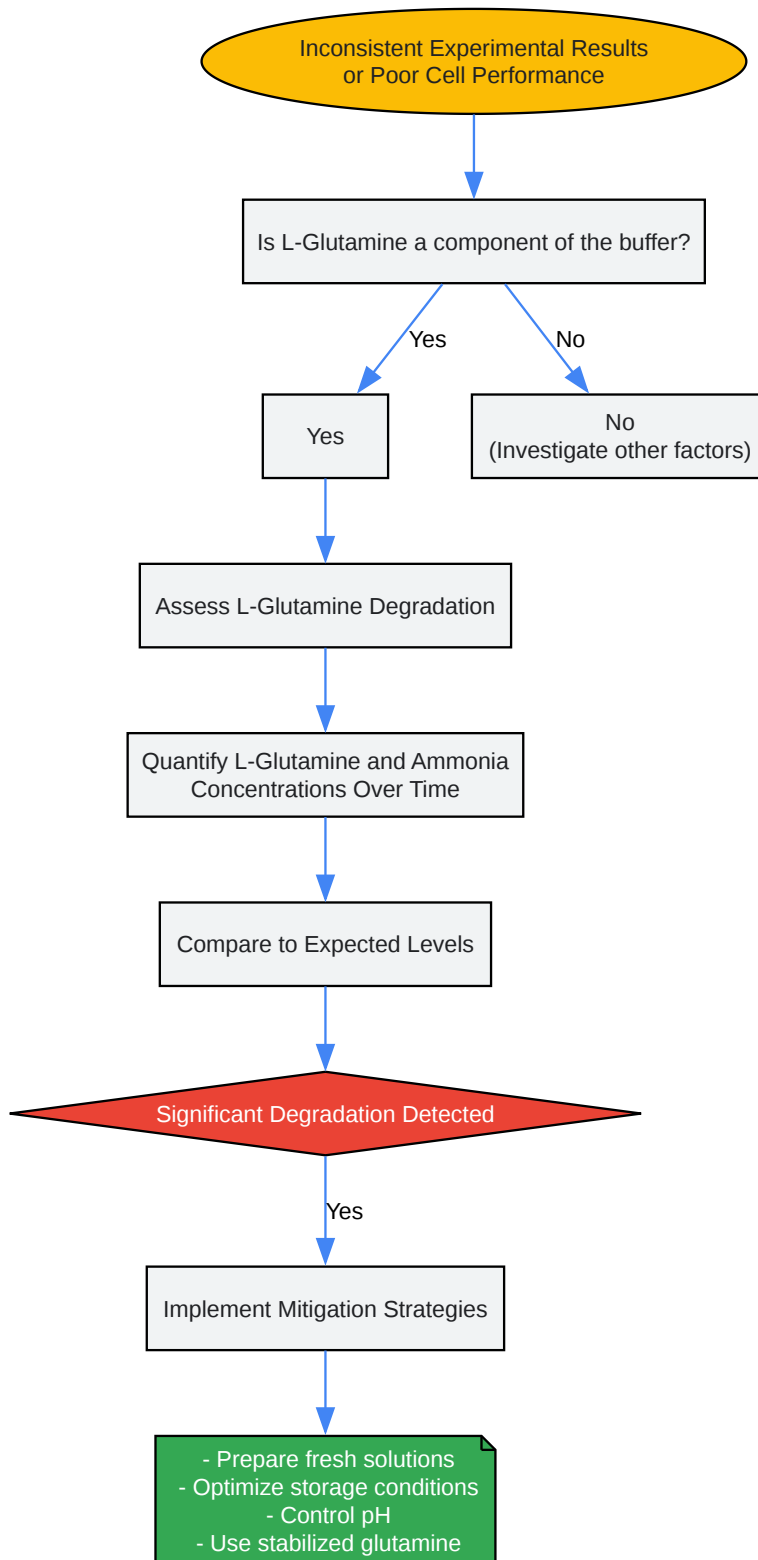 Inconsistent Experimental Results
or Poor Cell Performance
Is L-Glutamine a component of the buffer?
Yes
No
Yes
No
(Investigate other factors)
Assess L-Glutamine Degradation
Quantify L-Glutamine and Ammonia
Concentrations Over Time
Compare to Expected Levels
Significant Degradation Detected
Yes
Implement Mitigation Strategies
- Prepare fresh solutions
- Optimize storage conditions
- Control pH
- Use stabilized glutamine